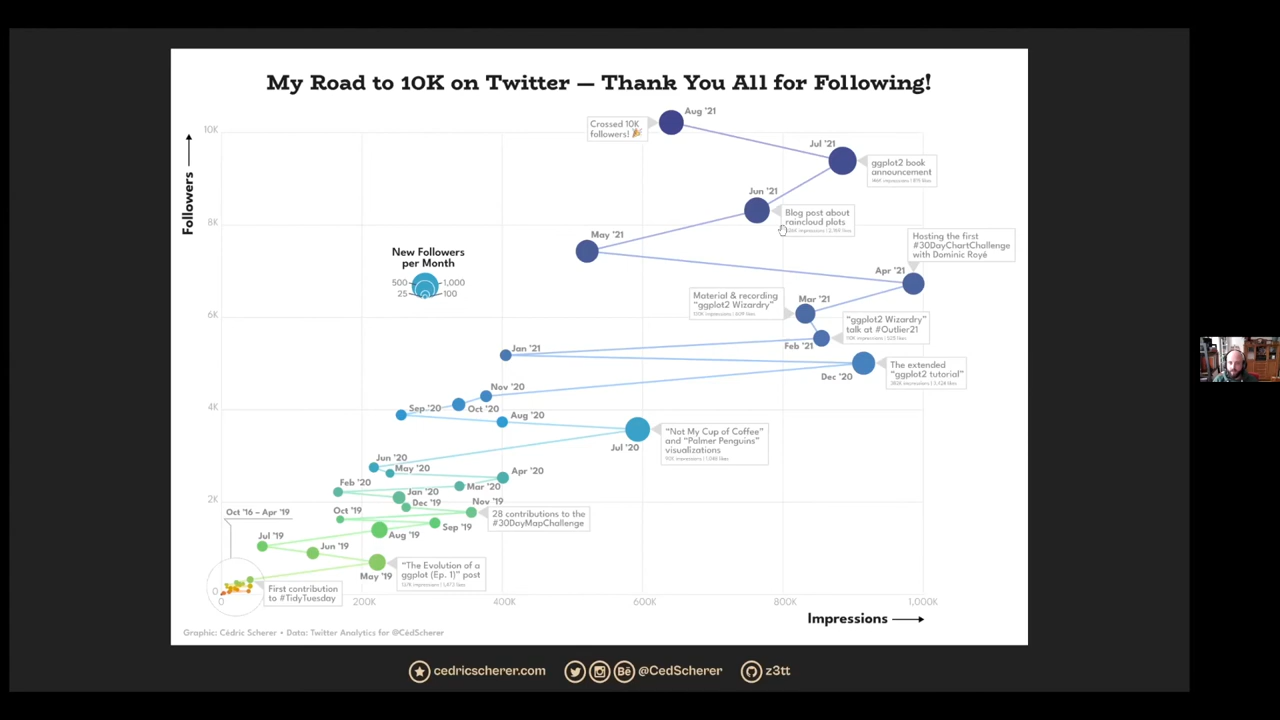 My Road to 10K on Twitter — Thank You All for Following!
Followers
10K
8K
6K
4K
2K
0
0
200K
400K
600K
800K
1,000K
Impressions
New Followers
per Month
500
1,000
25
100
Aug '21
Crossed 10K
followers! 🎉
Jul '21
ggplot2 book
announcement
Jun '21
Blog post about
raincloud plots
May '21
Hosting the first
#30DayChartChallenge
with Dominic Royé
Apr '21
Material & recording
"ggplot2 Wizardry"
Mar '21
"ggplot2 Wizardry"
talk at #Outlier21
Feb '21
Jan '21
The extended
"ggplot2 tutorial"
Dec '20
Nov '20
Oct '20
Sep '20
Aug '20
"Not My Cup of Coffee"
and "Palmer Penguins"
visualizations
Jul '20
Jun '20
May '20
Apr '20
Mar '20
Feb '20
Jan '20
Dec '19
Nov '19
28 contributions to the
#30DayMapChallenge
Oct '19
Sep '19
Aug '19
Jul '19
Jun '19
May '19
"The Evolution of a
ggplot (Ep. 1)" post
Oct '16 – Apr '19
First contribution
to #TidyTuesday
Graphic: Cédric Scherer • Data: Twitter Analytics for @CedScherer
cedricscherer.com
Bē @CedScherer
z3tt